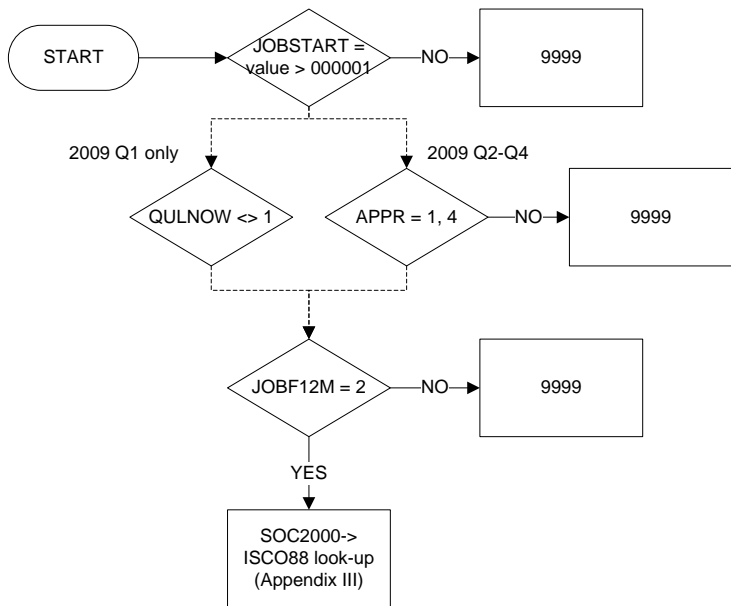 START
JOBSTART =
value > 000001
NO
9999
2009 Q1 only
2009 Q2-Q4
QULNOW <> 1
APPR = 1, 4
NO
9999
JOBF12M = 2
NO
9999
YES
SOC2000->
ISCO88 look-up
(Appendix III)